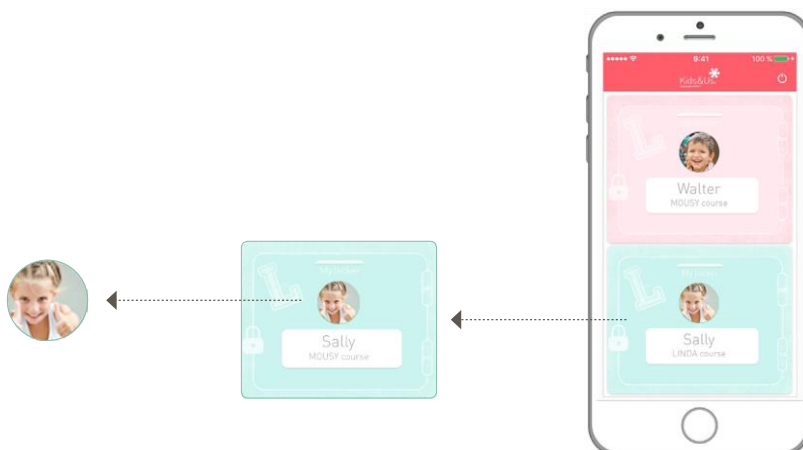 9:41
100 %
Kids&Us
Walter
MOUSY course
My locker
Sally
MOUSY course
My locker
Sally
LINDA course